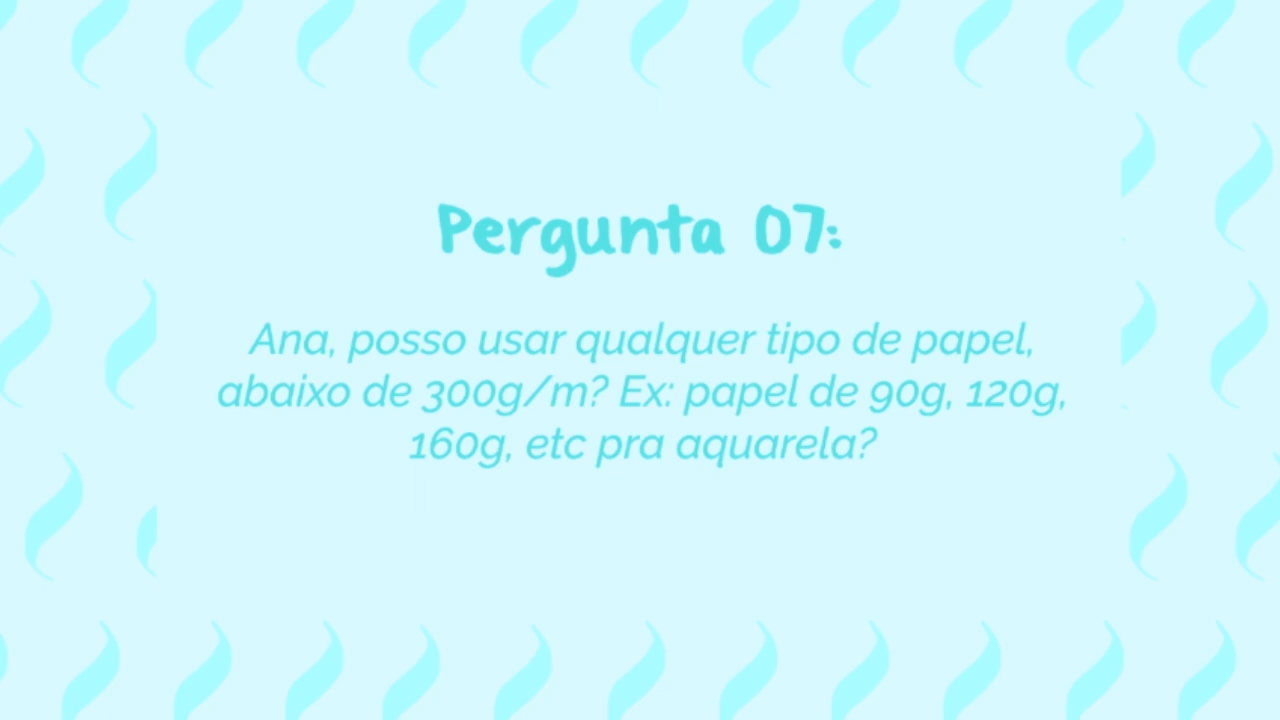 Pergunta 07:
Ana, posso usar qualquer tipo de papel,
abaixo de 300g/m? Ex: papel de 90g, 120g,
160g, etc pra aquarela?